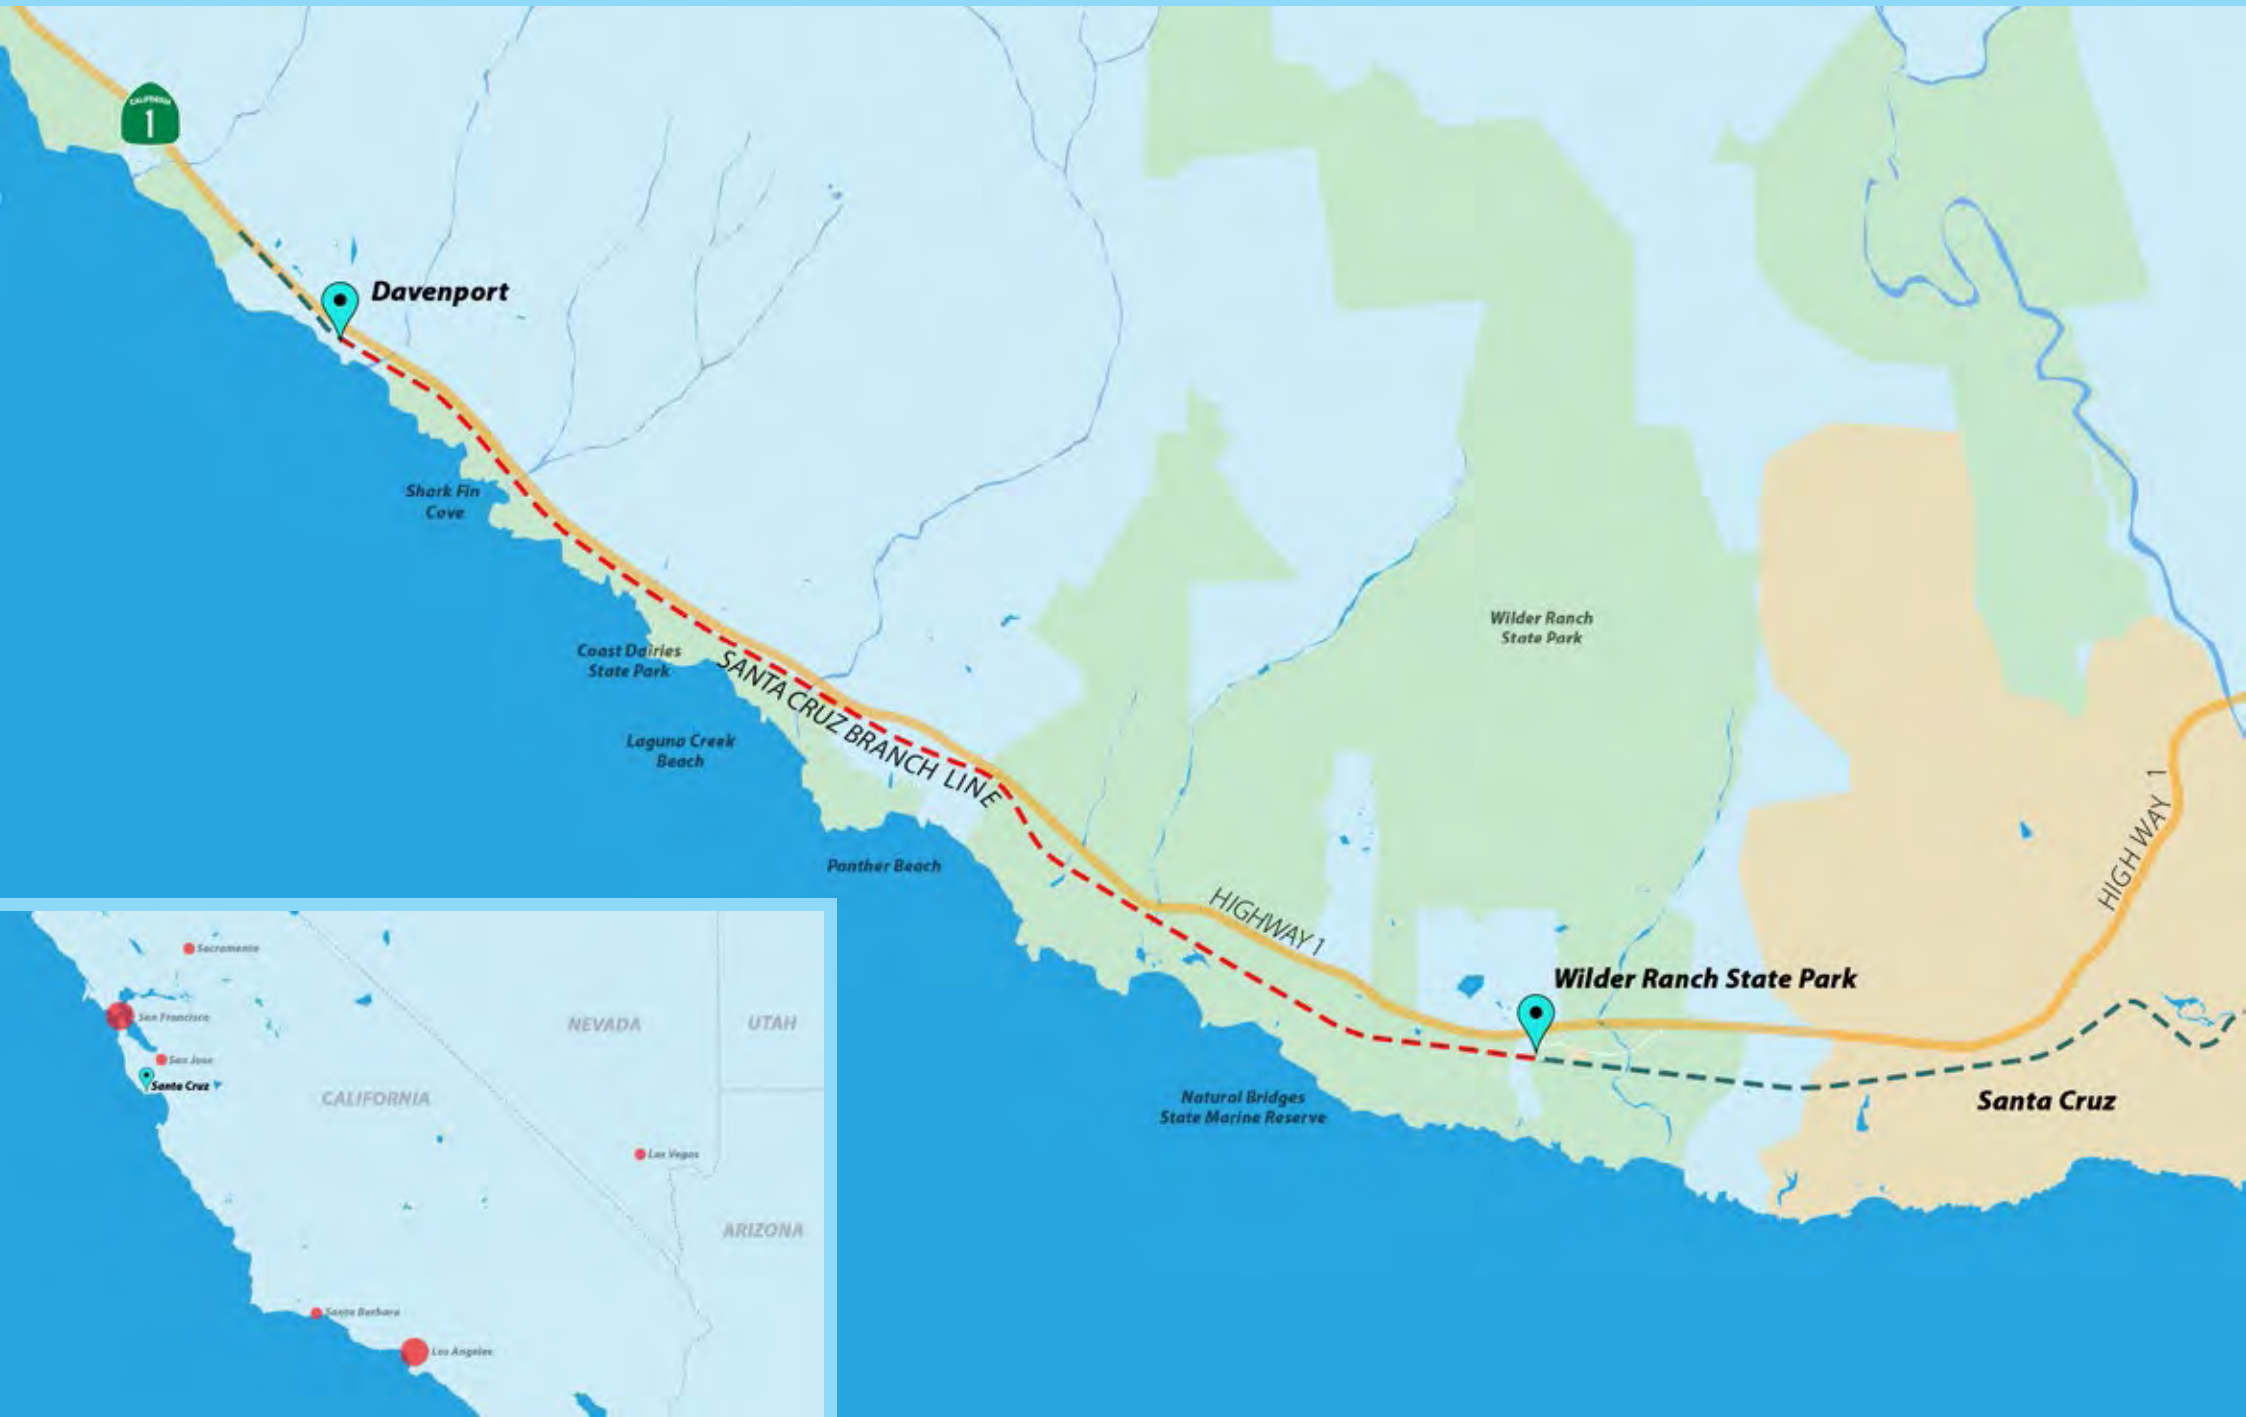 CALIFORNIA
1
Davenport
Shark Fin
Cove
Wilder Ranch
State Park
Coast Dairies
State Park
SANTA CRUZ BRANCH LINE
Laguna Creek
Beach
HIGHWAY 1
Panther Beach
HIGHWAY 1
Wilder Ranch State Park
Natural Bridges
State Marine Reserve
Santa Cruz
Sacramento
San Francisco
NEVADA
UTAH
San Jose
Santa Cruz
CALIFORNIA
Las Vegas
ARIZONA
Santa Barbara
Los Angeles